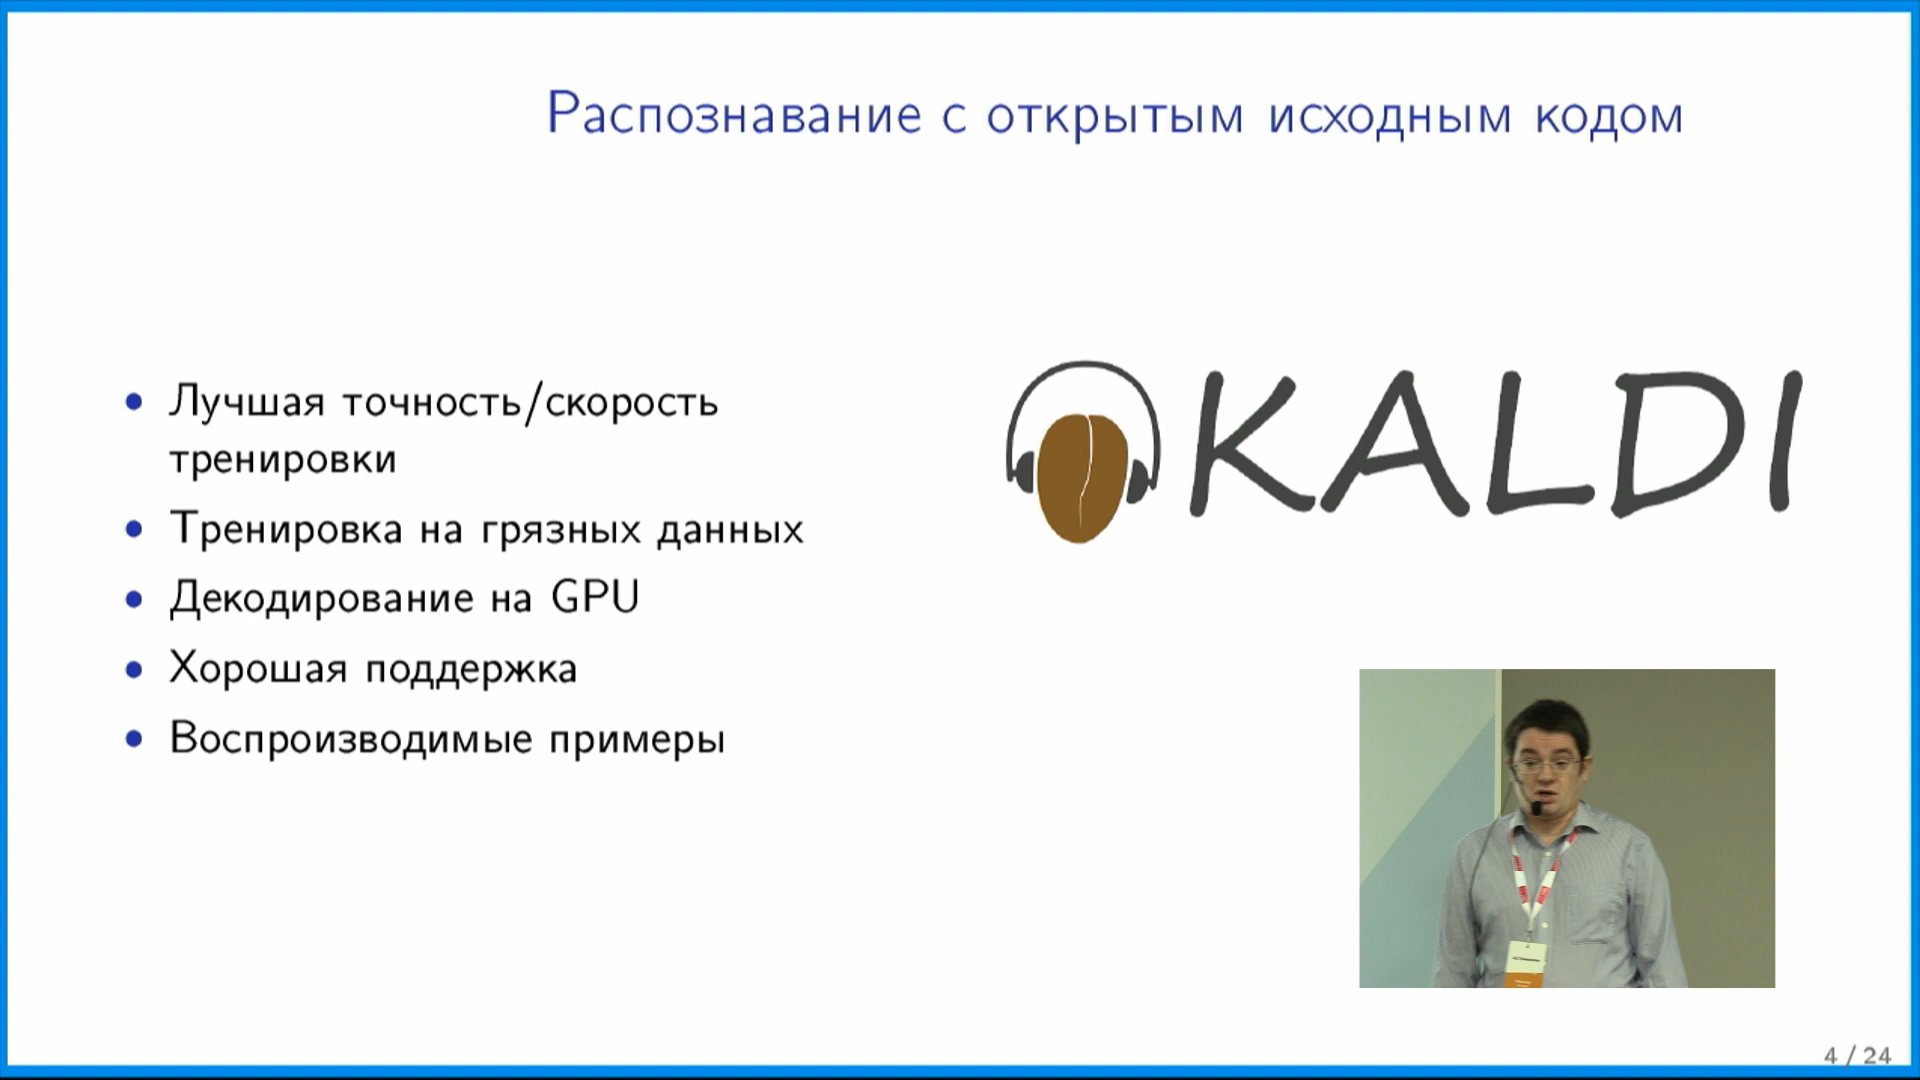 Распознавание с открытым исходным кодом
Лучшая точность/скорость
тренировки
Тренировка на грязных данных
Декодирование на GPU
Хорошая поддержка
Воспроизводимые примеры
KALDI
4 / 24